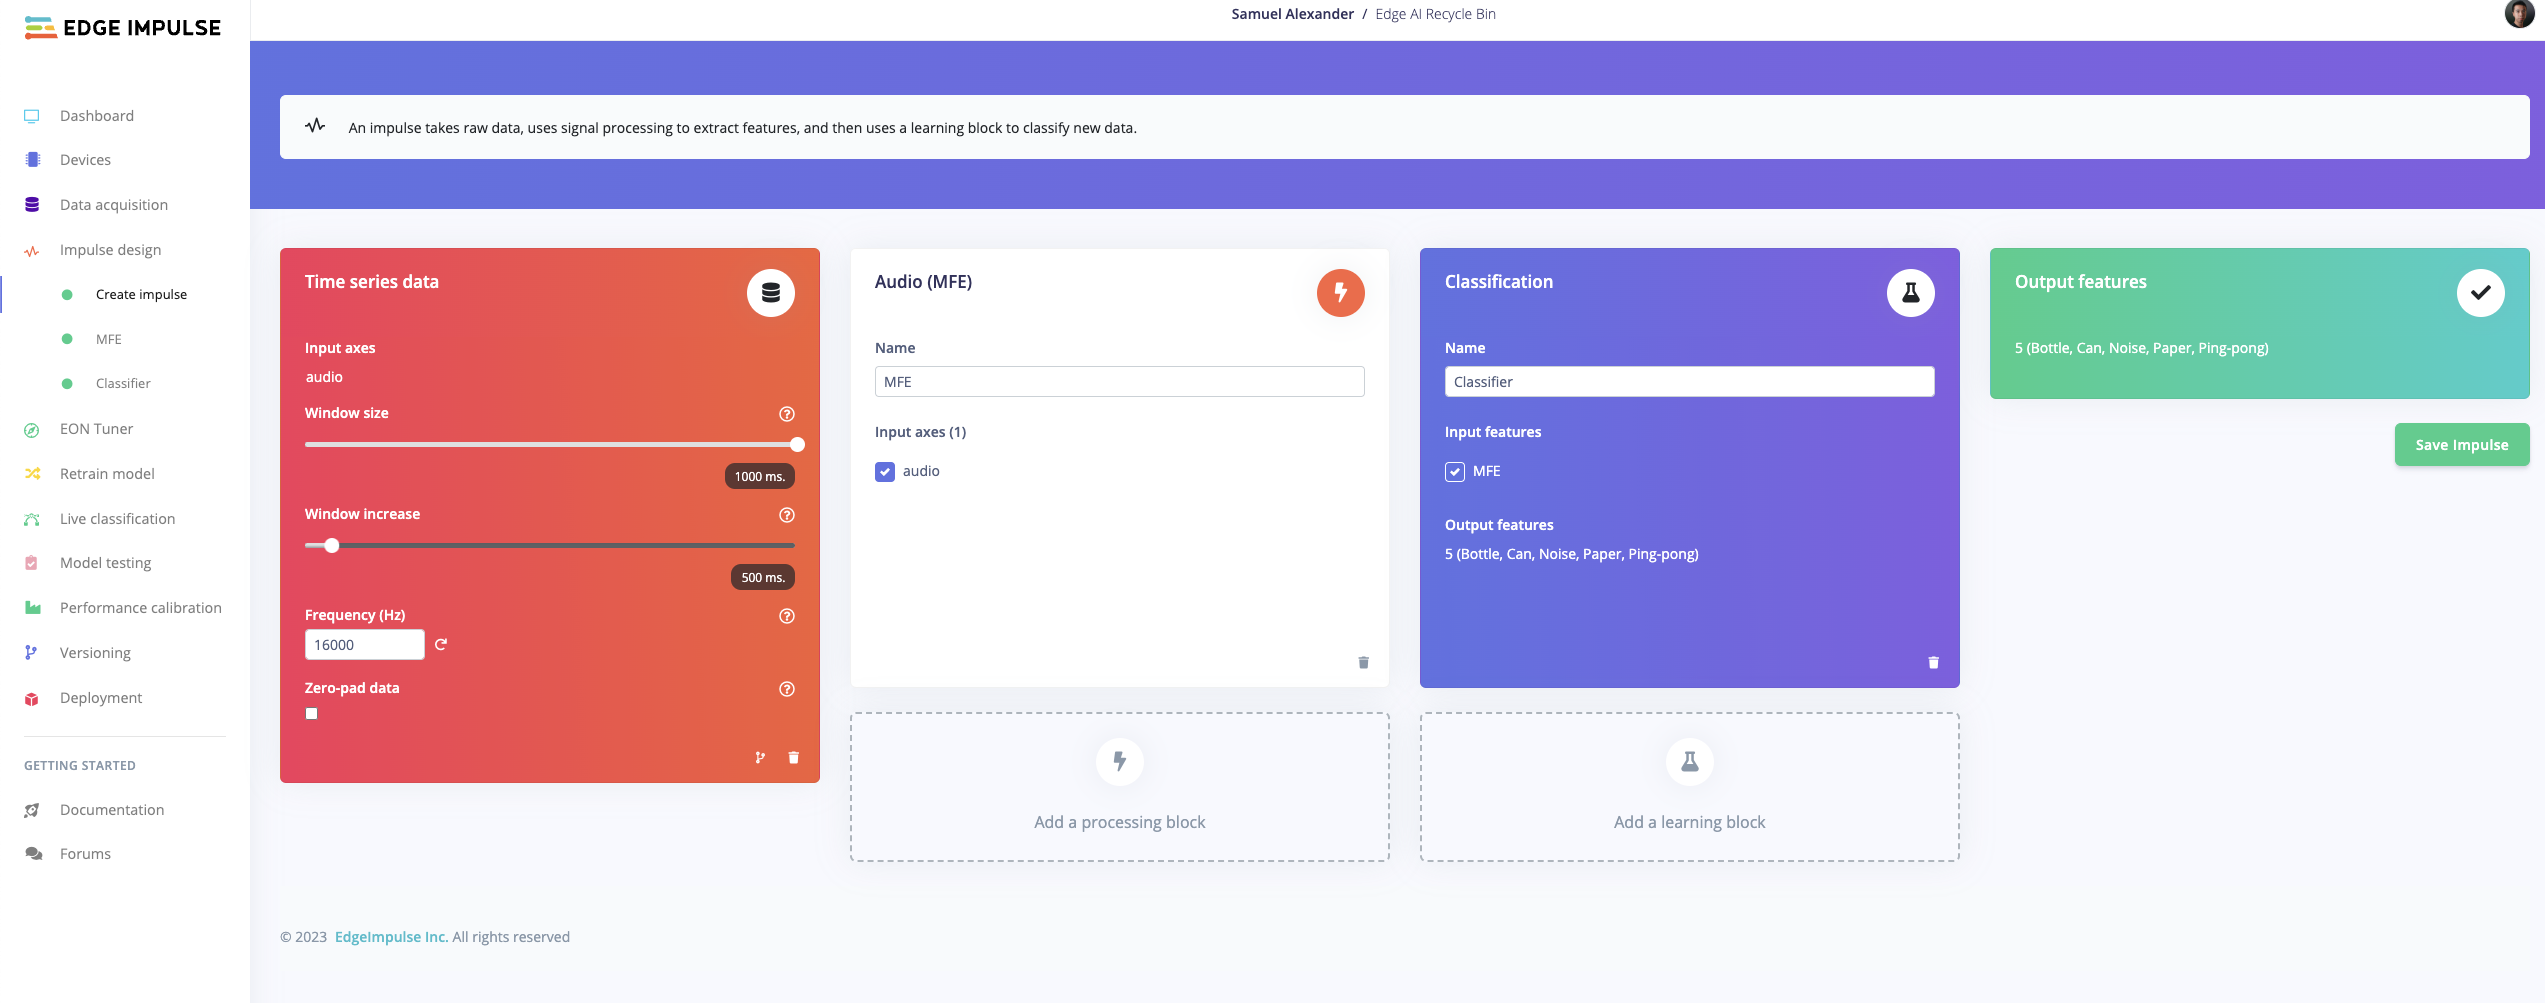 EDGE IMPULSE
Samuel Alexander / Edge AI Recycle Bin
Dashboard
Devices
Data acquisition
Impulse design
Create impulse
MFE
Classifier
EON Tuner
Retrain model
Live classification
Model testing
Performance calibration
Versioning
Deployment
GETTING STARTED
Documentation
Forums
An impulse takes raw data, uses signal processing to extract features, and then uses a learning block to classify new data.
Time series data
Input axes
audio
Window size
1000 ms.
Window increase
500 ms.
Frequency (Hz)
16000
Zero-pad data
Audio (MFE)
Name
MFE
Input axes (1)
audio
Add a processing block
Classification
Name
Classifier
Input features
MFE
Output features
5 (Bottle, Can, Noise, Paper, Ping-pong)
Add a learning block
Output features
5 (Bottle, Can, Noise, Paper, Ping-pong)
Save Impulse
© 2023 EdgeImpulse Inc. All rights reserved